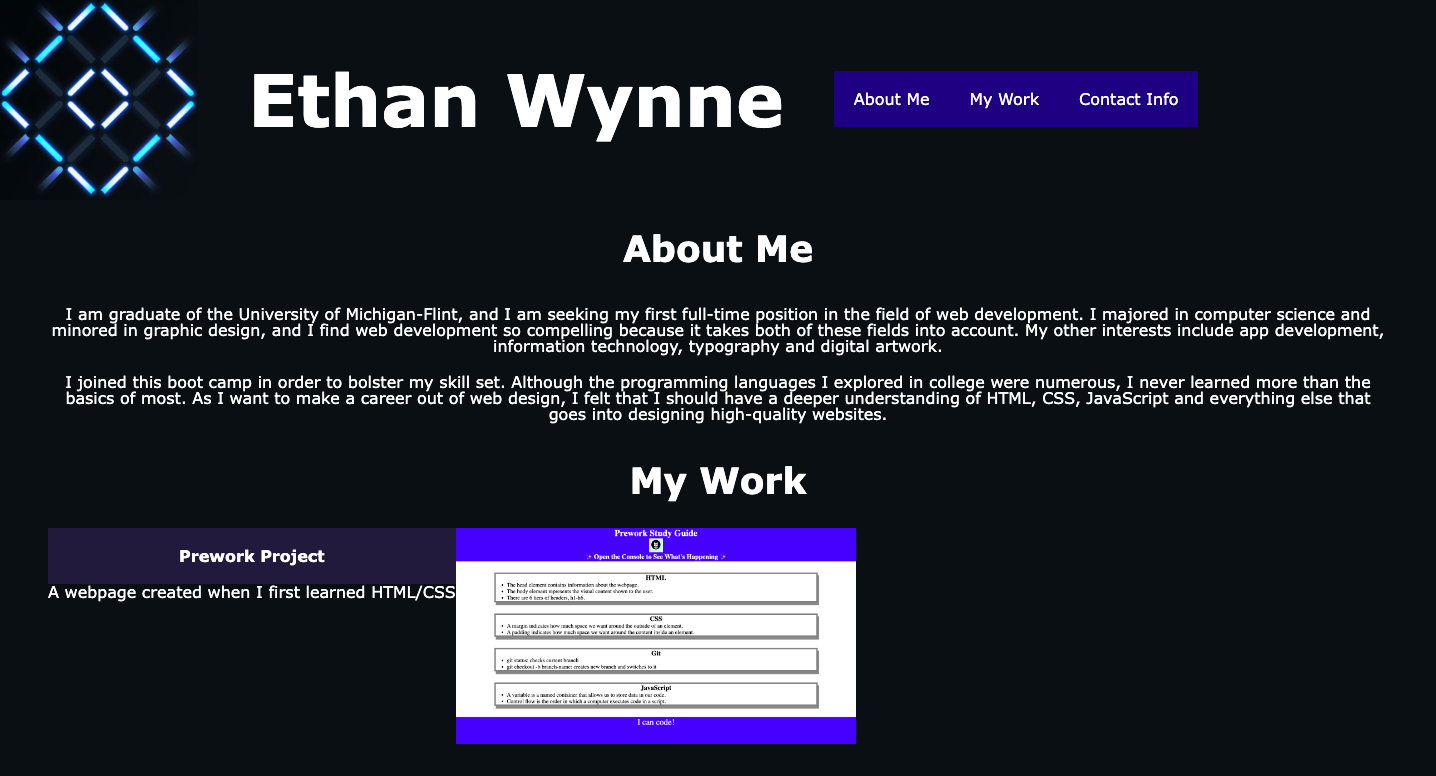 Ethan Wynne
About Me My Work Contact Info
About Me
I am graduate of the University of Michigan-Flint, and I am seeking my first full-time position in the field of web development. I majored in computer science and
minored in graphic design, and I find web development so compelling because it takes both of these fields into account. My other interests include app development,
information technology, typography and digital artwork.
I joined this boot camp in order to bolster my skill set. Although the programming languages I explored in college were numerous, I never learned more than the
basics of most. As I want to make a career out of web design, I felt that I should have a deeper understanding of HTML, CSS, JavaScript and everything else that
goes into designing high-quality websites.
My Work
Prework Project
A webpage created when I first learned HTML/CSS
Prework Study Guide
✨ Open the Console to See What's Happening ✨
HTML
• The head element contains information about the webpage.
• The body element represents the visual content shown to the user.
• There are 6 tiers of headers, h1-h6.
CSS
• A margin indicates how much space we want around the outside of an element.
• A padding indicates how much space we want around the content inside an element.
Git
• git status: checks current branch
• git checkout -b branch-name: creates new branch and switches to it
JavaScript
• A variable is a named container that allows us to store data in our code.
• Control flow is the order in which a computer executes code in a script.
I can code!